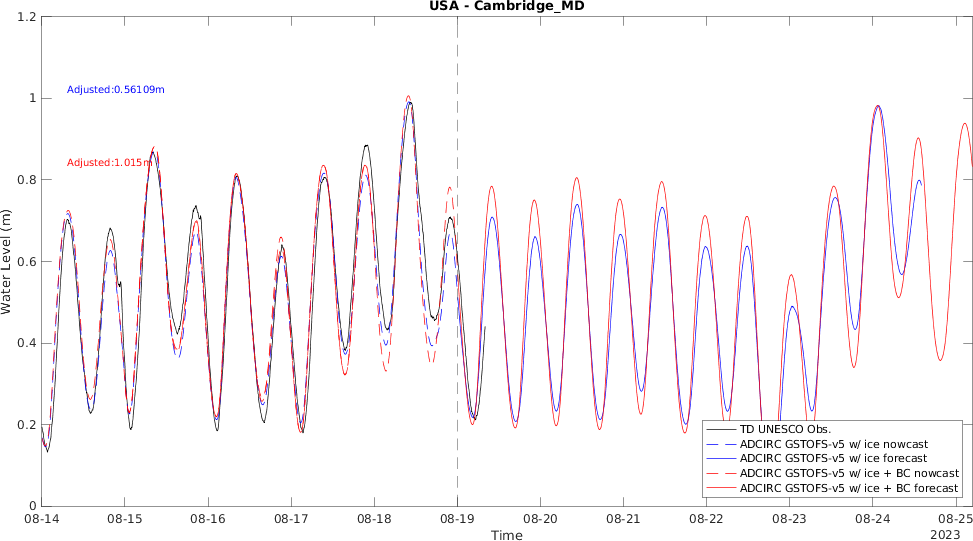 USA - Cambridge_MD
1.2
Adjusted:0.56109m
1
Adjusted:1.015m
0.8
0.6
0.4
0.2
0
Water Level (m)
TD UNESCO Obs.
ADCIRC GSTOFS-v5 w/ ice nowcast
ADCIRC GSTOFS-v5 w/ ice forecast
ADCIRC GSTOFS-v5 w/ ice + BC nowcast
ADCIRC GSTOFS-v5 w/ ice + BC forecast
08-14 08-15 08-16 08-17 08-18 08-19 08-20 08-21 08-22 08-23 08-24 08-25
Time
2023